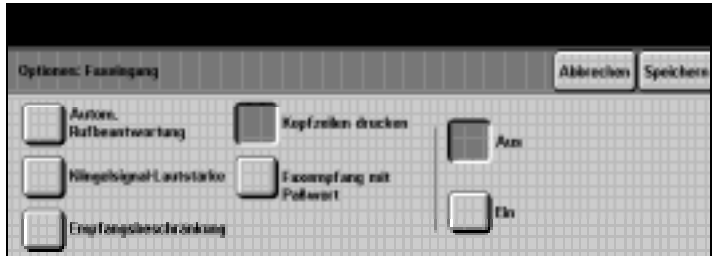 Optionen: Faxeingang
Abbrechen
Speichern
Autom.
Rufbeantwortung
Kopfzeilen drucken
Aus
Klingelsignal-Lautstärke
Faxempfang mit
Paßwort
Ein
Empfangsbeschränkung